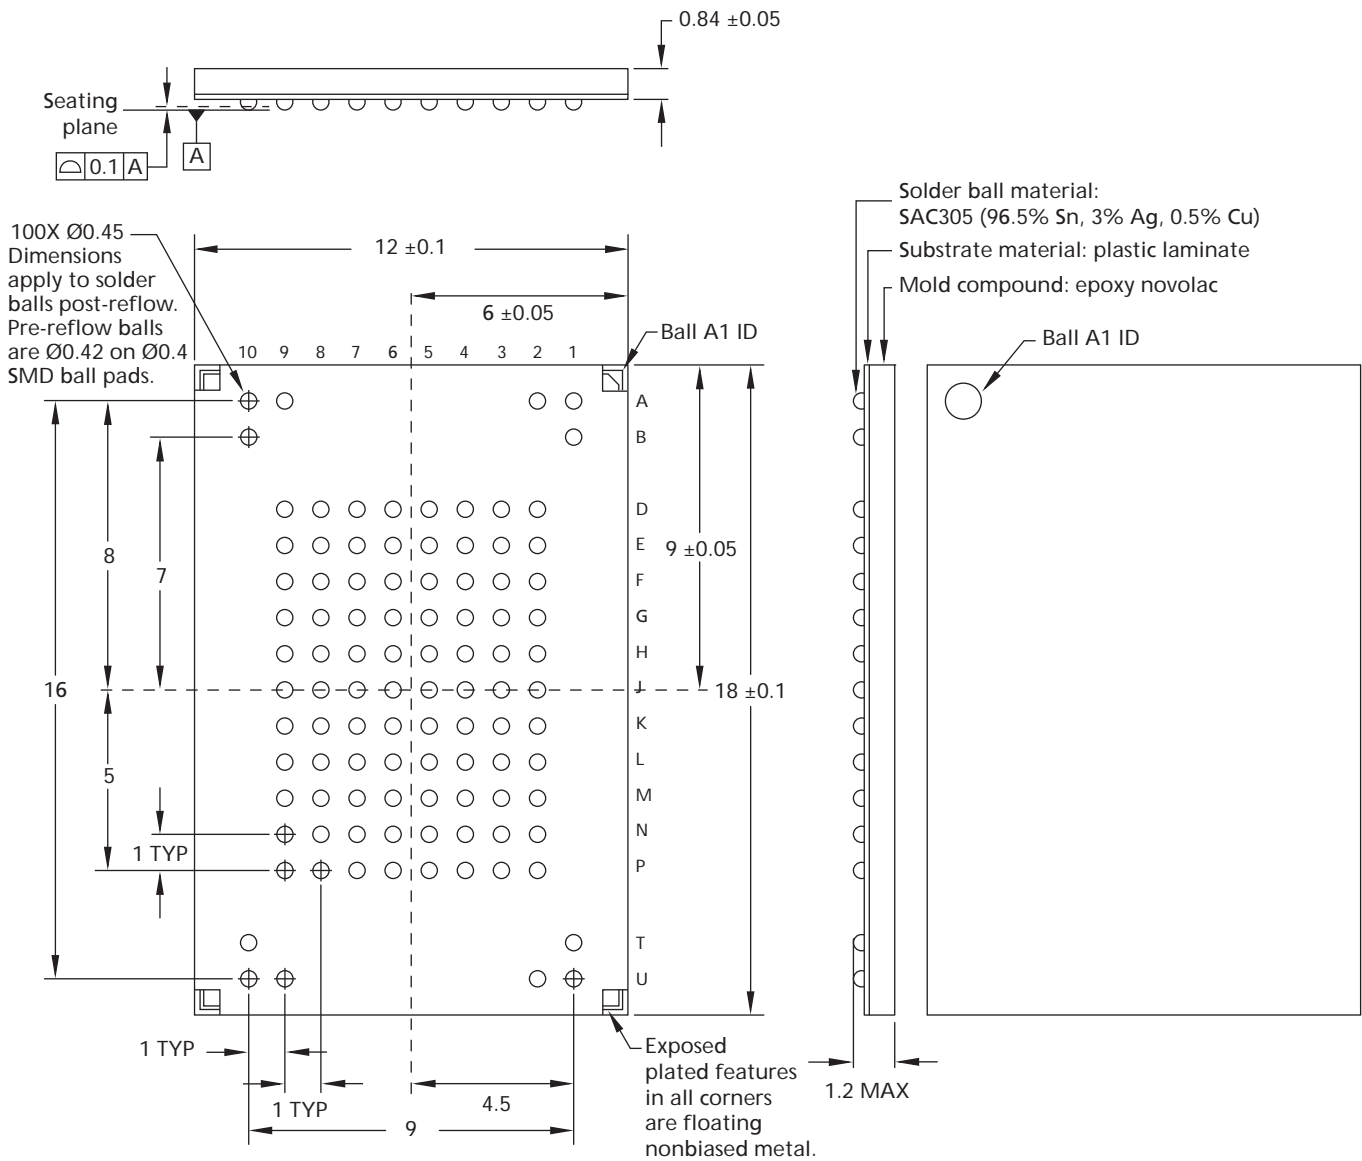 0.84 ±0.05
Seating
plane
0.1 A
A
100X Ø0.45
Dimensions
apply to solder
balls post-reflow.
Pre-reflow balls
are Ø0.42 on Ø0.4
SMD ball pads.
12 ±0.1
6 ±0.05
Ball A1 ID
10 9 8 7 6 5 4 3 2 1
A
B
D
E
F
G
H
J
K
L
M
N
P
T
U
8
7
16
5
1 TYP
9 ±0.05
18 ±0.1
1 TYP
1 TYP
4.5
9
Exposed
plated features
in all corners
are floating
nonbiased metal.
Solder ball material:
SAC305 (96.5% Sn, 3% Ag, 0.5% Cu)
Substrate material: plastic laminate
Mold compound: epoxy novolac
Ball A1 ID
1.2 MAX